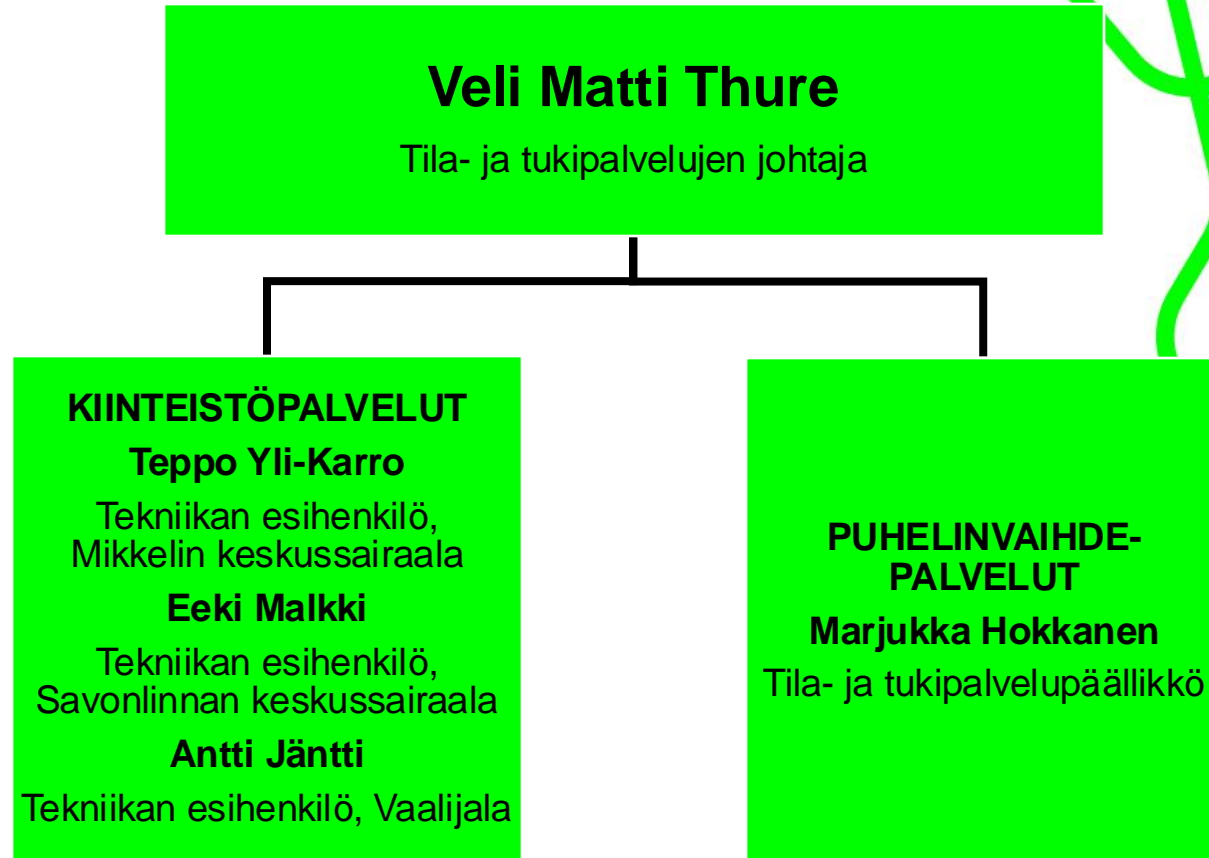 Veli Matti Thure
Tila- ja tukipalvelujen johtaja
KIINTEISTÖPALVELUT
Teppo Yli-Karro
Tekniikan esihenkilö,
Mikkelin keskussairaala
Eeki Malkki
Tekniikan esihenkilö,
Savonlinnan keskussairaala
Antti Jäntti
Tekniikan esihenkilö, Vaalijala
PUHELINVAIHDE-
PALVELUT
Marjukka Hokkanen
Tila- ja tukipalvelupäällikkö